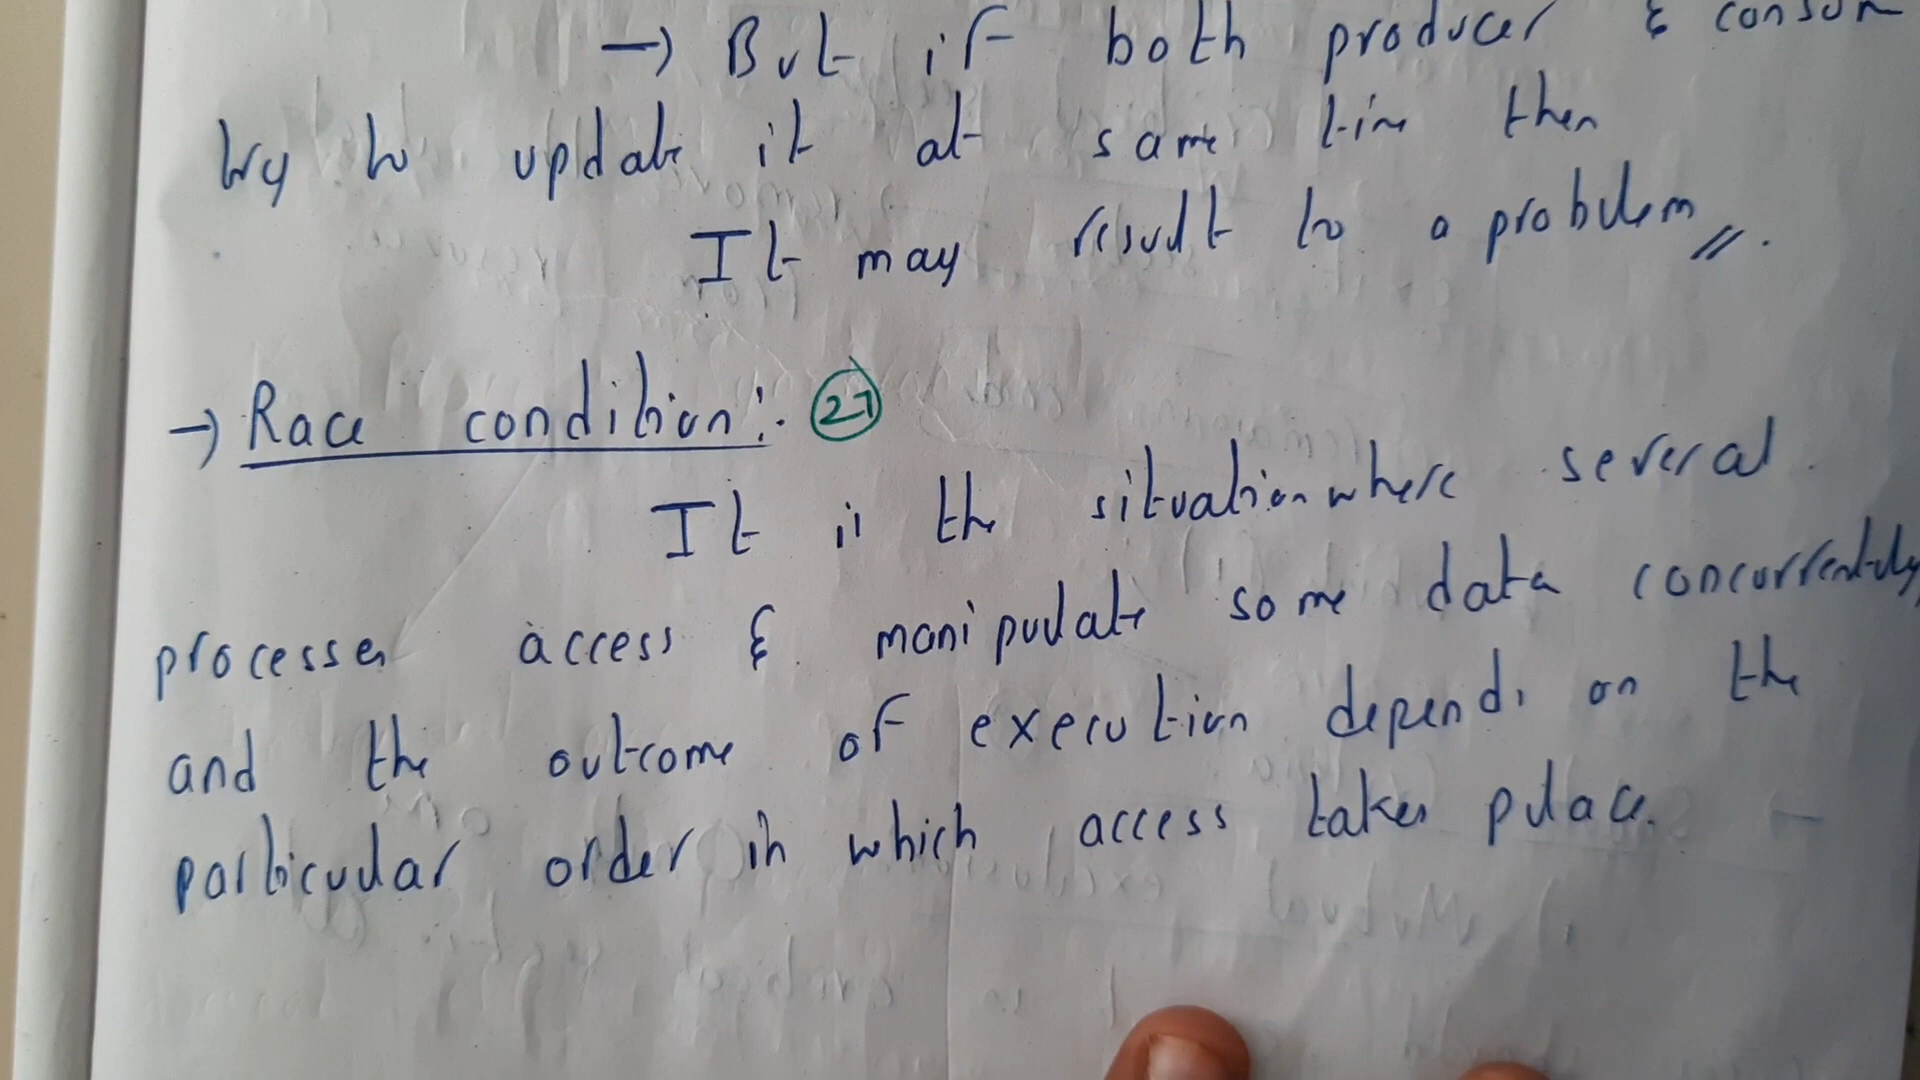 → But if both producer & consum
try to update it at same time then
It may result to a problem //.
→ Race condition :- 27
It is the situation where several
processes access & manipulate some data concurrently,
and the outcome of execution depends on the
particular order in which access takes place.